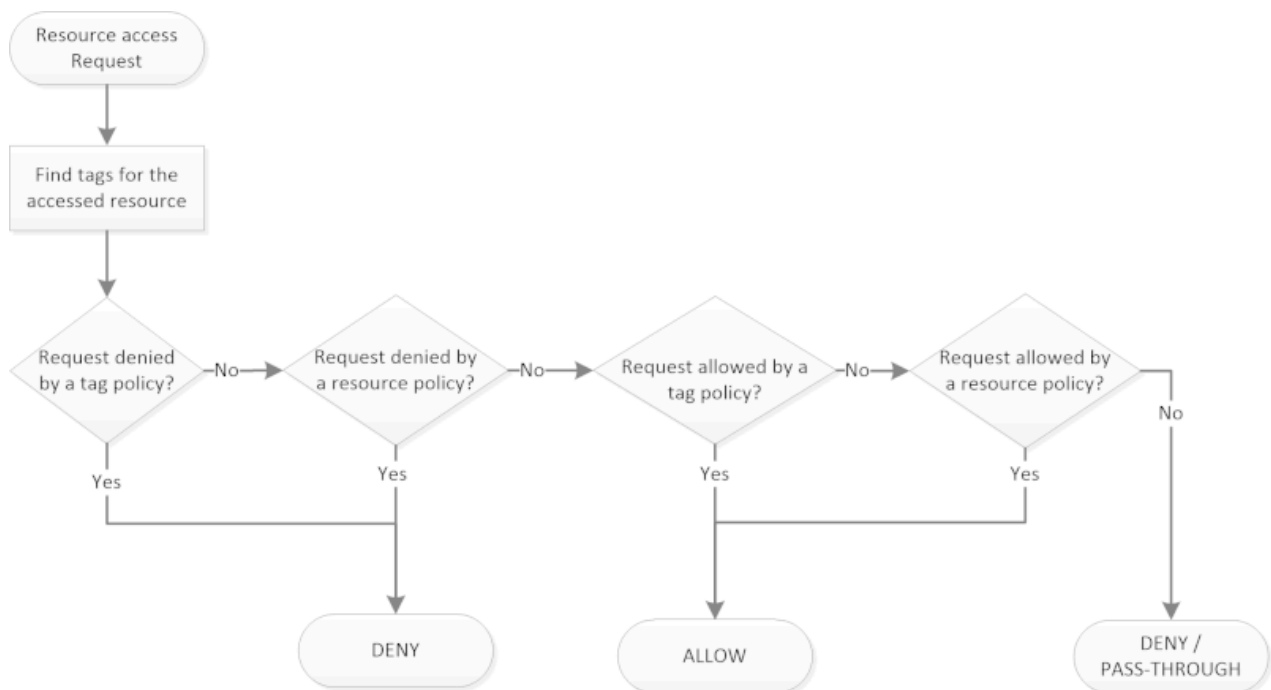 Resource access
Request
Find tags for the
accessed resource
Request denied
by a tag policy?
No
Request denied by
a resource policy?
No
Request allowed by a
tag policy?
No
Request allowed by
a resource policy?
No
Yes
Yes
Yes
Yes
DENY
ALLOW
DENY /
PASS-THROUGH